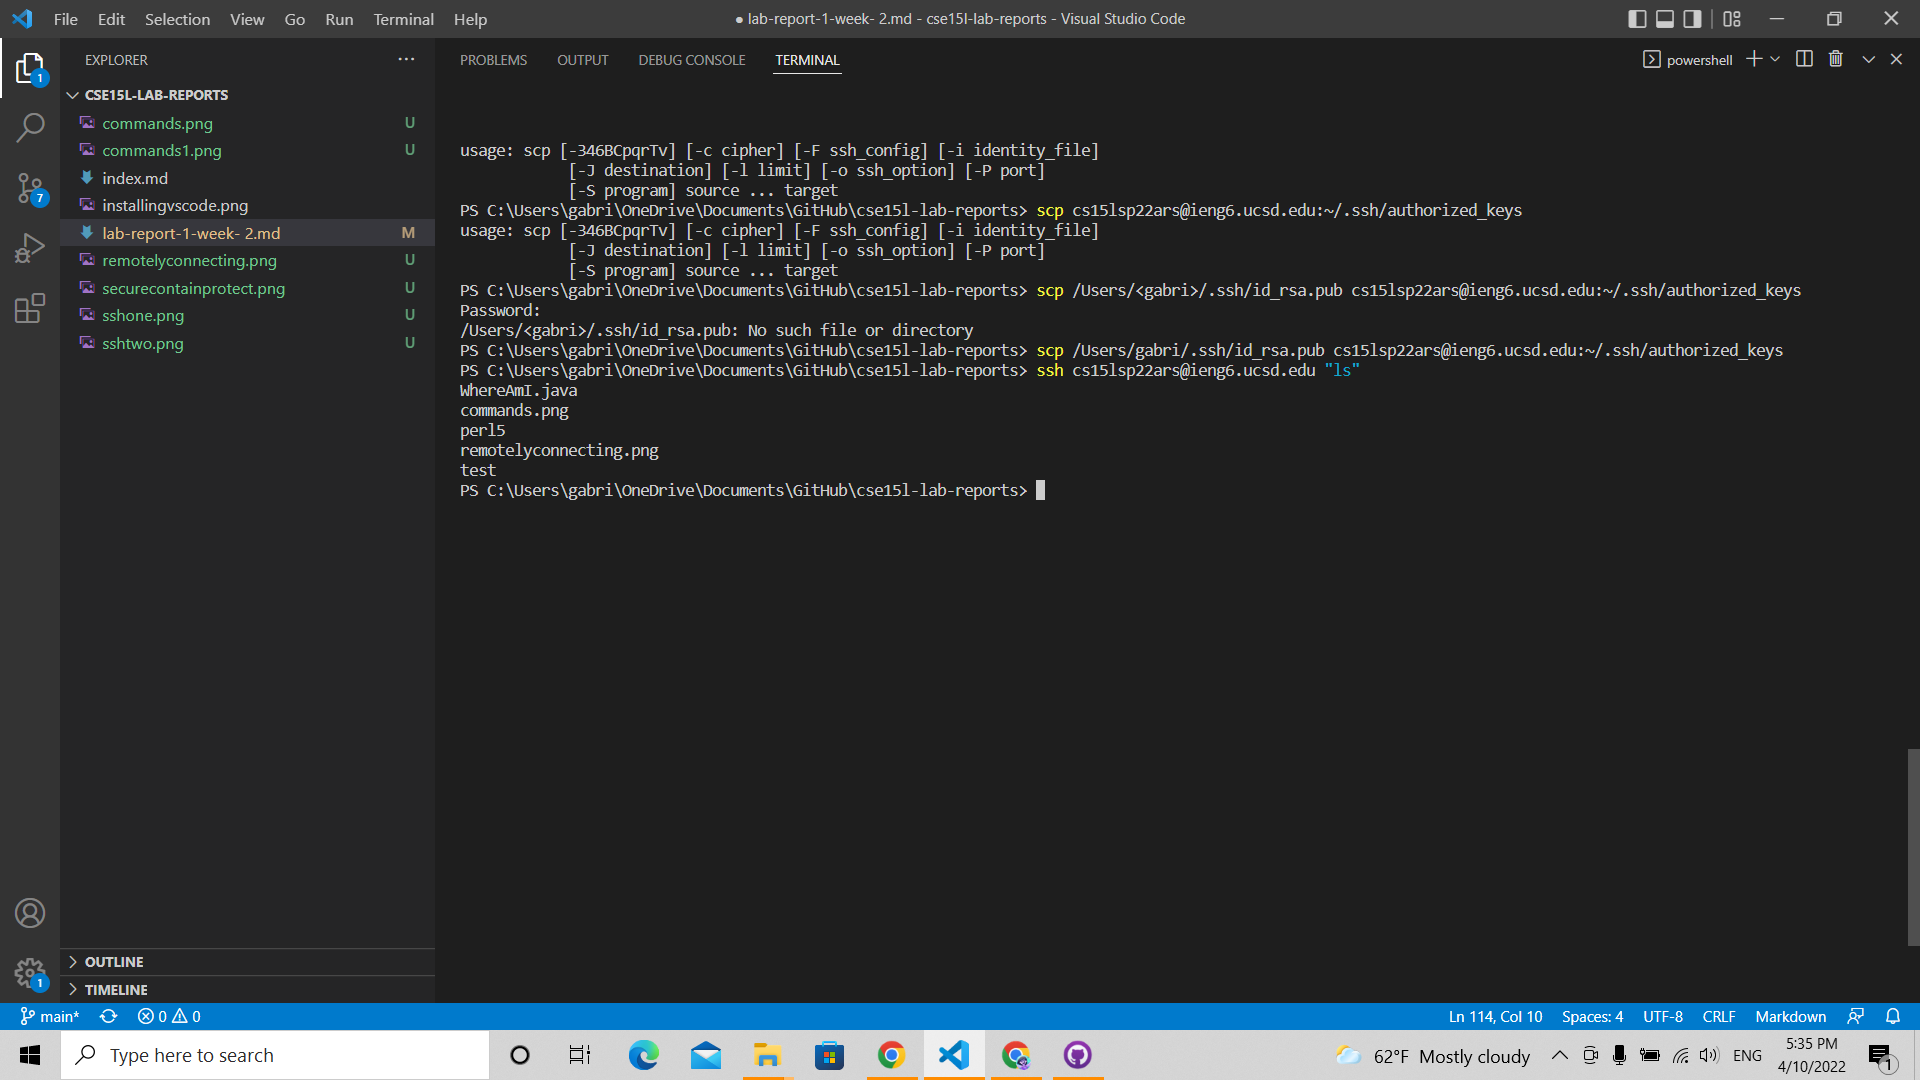 File Edit Selection View Go Run Terminal Help
● lab-report-1-week- 2.md - cse15l-lab-reports - Visual Studio Code
EXPLORER
CSE15L-LAB-REPORTS
commands.png U
commands1.png U
index.md
installingvscode.png
lab-report-1-week- 2.md M
remotelyconnecting.png U
securecontainprotect.png U
sshone.png U
sshtwo.png U
OUTLINE
TIMELINE
1
7
1
PROBLEMS OUTPUT DEBUG CONSOLE TERMINAL
powershell
usage: scp [-346BCpqrTv] [-c cipher] [-F ssh_config] [-i identity_file]
[-J destination] [-l limit] [-o ssh_option] [-P port]
[-S program] source ... target
PS C:\Users\gabri\OneDrive\Documents\GitHub\cse15l-lab-reports> scp cs15lsp22ars@ieng6.ucsd.edu:~/.ssh/authorized_keys
usage: scp [-346BCpqrTv] [-c cipher] [-F ssh_config] [-i identity_file]
[-J destination] [-l limit] [-o ssh_option] [-P port]
[-S program] source ... target
PS C:\Users\gabri\OneDrive\Documents\GitHub\cse15l-lab-reports> scp /Users/<gabri>/.ssh/id_rsa.pub cs15lsp22ars@ieng6.ucsd.edu:~/.ssh/authorized_keys
Password:
/Users/<gabri>/.ssh/id_rsa.pub: No such file or directory
PS C:\Users\gabri\OneDrive\Documents\GitHub\cse15l-lab-reports> scp /Users/gabri/.ssh/id_rsa.pub cs15lsp22ars@ieng6.ucsd.edu:~/.ssh/authorized_keys
PS C:\Users\gabri\OneDrive\Documents\GitHub\cse15l-lab-reports> ssh cs15lsp22ars@ieng6.ucsd.edu "ls"
WhereAmI.java
commands.png
perl5
remotelyconnecting.png
test
PS C:\Users\gabri\OneDrive\Documents\GitHub\cse15l-lab-reports>
main* 0 0
Ln 114, Col 10 Spaces: 4 UTF-8 CRLF Markdown
Type here to search
62°F Mostly cloudy
ENG
5:35 PM
4/10/2022
1